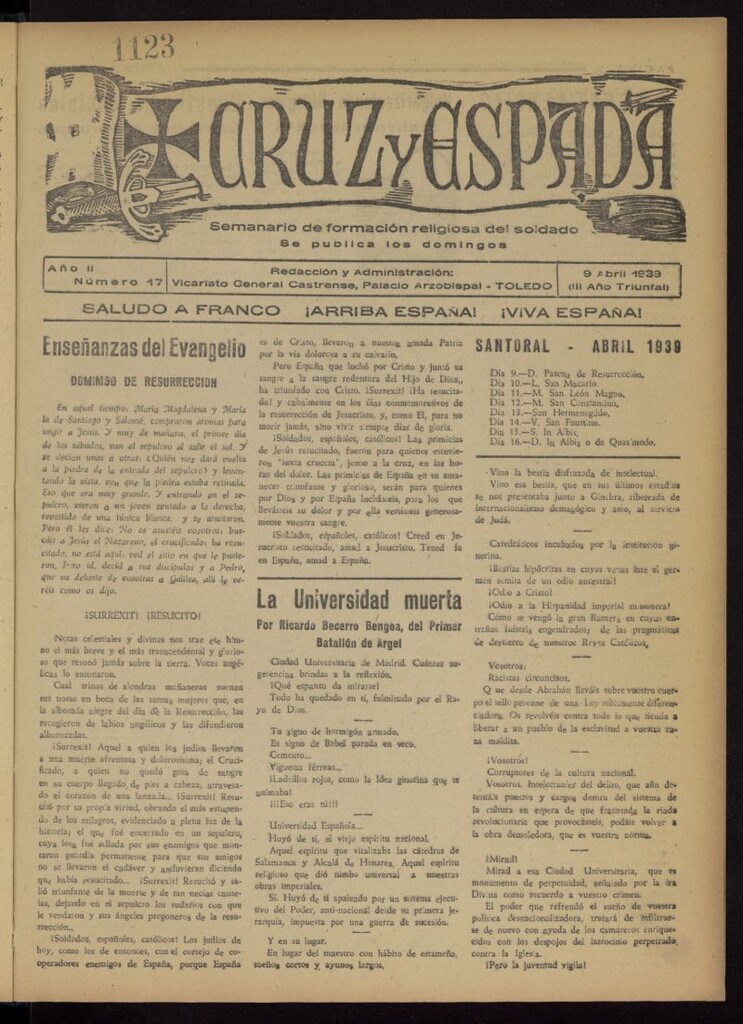 1123
CRUZ Y ESPADA
Semanario de formación religiosa del soldado
Se publica los domingos
Año II
Número 17
Redacción y Administración:
Vicariato General Castrense, Palacio Arzobispal - TOLEDO
9 Abril 1939
(III Año Triunfal)
SALUDO A FRANCO ¡ARRIBA ESPAÑA! ¡VIVA ESPAÑA!
Enseñanzas del Evangelio
DOMINGO DE RESURRECCION
En aquel tiempo: María Magdalena y María
la de Santiago y Salomé, compraron aromas para
ungir a Jesús. Y muy de mañana, el primer día
de los sábados, van al sepulcro al salir el sol. Y
se decían unas a otras: ¿Quién nos dará vuelta
a la piedra de la entrada del sepulcro? y levan-
tando la vista, ven que la piedra estaba retirada.
Eso que era muy grande. Y entrando en el se-
pulcro, vieron a un joven sentado a la derecha,
revestido de una túnica blanca, y se asustaron.
Pero él les dice: No os asustéis vosotras: bus-
cáis a Jesús el Nazareno, el crucificado: ha resu-
citado, no está aquí: ved el sitio en que le pusie-
ron. Pero id, decid a sus discípulos y a Pedro,
que va delante de vosotras a Galilea, allí le ve-
réis como os dijo.
¡SURREXIT! ¡RESUCITO!
Notas celestiales y divinas nos trae este him-
no el más breve y el más transcendental y glorio-
so que resonó jamás sobre la tierra. Voces angé-
licas lo entonaron.
Cual trinos de alondras mañaneras suenan
sus notas en boca de las santas mujeres que, en
la alborada alegre del día de la Resurrección, las
recogieron de labios angélicos y las difundieron
alborozadas.
¡Surrexit! Aquel a quien los judíos llevaron
a una muerte afrentosa y dolorosísima; el Cruci-
ficado, a quien no quedó gota de sangre
en su cuerpo llagado de pies a cabeza, atravesa-
do el corazón de una lanzada... ¡Surrexit! Resu-
citó por su propia virtud, obrando el más estupen-
do de los milagros, evidenciado a plena luz de la
historia; el que fué encerrado en un sepulcro,
cuya losa fué sellada por sus enemigos que mon-
taron guardia permanente para que sus amigos
no se llevaron el cadáver y anduvieran diciendo
que había resucitado... ¡Surrexit! Resucitó y sa-
lió triunfante de la muerte y de tan necias caute-
las, dejando en el sepulcro los sudarios con que
le vendaron y sus ángeles pregoneros de la resu-
rrección.
¡Soldados, españoles, católicos! Los judíos de
hoy, como los de entonces, con el cortejo de co-
operadores enemigos de España, porque España
es de Cristo, llevaron a nuestra amada Patria
por la vía dolorosa a su calvario.
Pero España que luchó por Cristo y juntó su
sangre a la sangre redentora del Hijo de Dios,
ha triunfado con Cristo. ¡Surrexit! ¡Ha resucita-
do! y cabalmente en los días conmemorativos de
la resurrección de Jesucristo, y, como El, para no
morir jamás, sino vivir siempre días de gloria.
¡Soldados, españoles, católicos! Las primicias
de Jesús resucitado, fueron para quienes estuvie-
ron "juxta crucem", junto a la cruz, en las ho-
ras del dolor. Las primicias de España en su ama-
necer triunfante y glorioso, serán para quienes
por Dios y por España lucháis, para los que
llevásteis su dolor y por ella vertísteis generosa-
mente vuestra sangre.
¡Soldados, españoles, católicos! Creed en Je-
sucristo resucitado, amad a Jesucristo. Tened fe
en España, amad a España.
La Universidad muerta
Por Ricardo Becerro Bengoa, del Primer
Batallón de Argel
Ciudad Universitaria de Madrid. Cuántas su-
gerencias brindas a la reflexión.
¡Qué espanto da mirarse!
Todo ha quedado en ti, fulminado por el Ra-
yo de Dios.
Tu signo de hormigón armado.
Es signo de Babel parada en seco.
Cemento...
Viguetas férreas...
¡Ladrillos rojos, como la idea ginerina que te
animaba!
¡¡¡Eso eras tú!!!
Universidad Española...
Huyó de ti, el viejo espíritu nacional.
Aquel espíritu que vitalizaba las cátedras de
Salamanca y Alcalá de Henares. Aquel espíritu
religioso que dió nimbo universal a nuestras
obras imperiales.
Sí. Huyó de ti apaleado por un sistema ejecu-
tivo del Poder, anti-nacional desde su primera je-
rarquía, impuesta por una guerra de sucesión.
Y en su lugar.
En lugar del maestro con hábito de estameña,
sueños cortos y ayunos largos.
SANTORAL - ABRIL 1939
Día 9.—D. Pascua de Resurrección.
Día 10.—L. San Macario.
Día 11.—M. San León Magno.
Día 12.—M. San Constantino.
Día 13.—San Hermenegildo.
Día 14.—V. San Faustino.
Día 15.—S. In Albis.
Día 16.—D. In Albis o de Quasimodo.
Vino la bestia disfrazada de intelectual.
Vino esa bestia, que en sus últimos estadios
se nos presentaba junto a Ginebra, ribeteada de
internacionalismo demagógico y ateo, al servicio
de Judá.
Catedráticos incubados por la institución gi-
nerina.
¡Bestias hipócritas en cuyas venas late el ger-
men semita de un odio ancestral!
¡Odio a Cristo!
¡Odio a la Hispanidad Imperial
Cómo se vengó la gran Ramera en cuyas en-
trañas fuisteis engendrados; de las pragmáticas
de destierro de nuestros Reyes Católicos.
Vosotros:
Racistas circuncisos.
Que desde Abrahán lleváis sobre vuestro cuer-
po el sello perenne de una Ley sabiamente diferen-
ciadora. Os revolvéis contra todo lo que tienda a
liberar a un pueblo de la esclavitud a vuestra ra-
za maldita.
¡Vosotros!
Corruptores de la cultura nacional.
Vosotros. Intelectuales del delito, que aún de-
tentáis puestos y cargos dentro del sistema de
la cultura en espera de que fracasada la riada
revolucionaria que provocásteis, podáis volver a
la obra demoledora, que es vuestra norma.
¡Mirad!
Mirad a esa Ciudad Universitaria, que es
monumento de perpetuidad, señalado por la ira
Divina como recuerdo a vuestro crimen.
El poder que refrendó el sueño de vuestra
política desnacionalizadora, tratará de infiltrar-
se de nuevo con ayuda de los camareros enrique-
cidos con los despojos del latrocinio perpetrado,
contra la Iglesia.
¡Pero la juventud vigila!